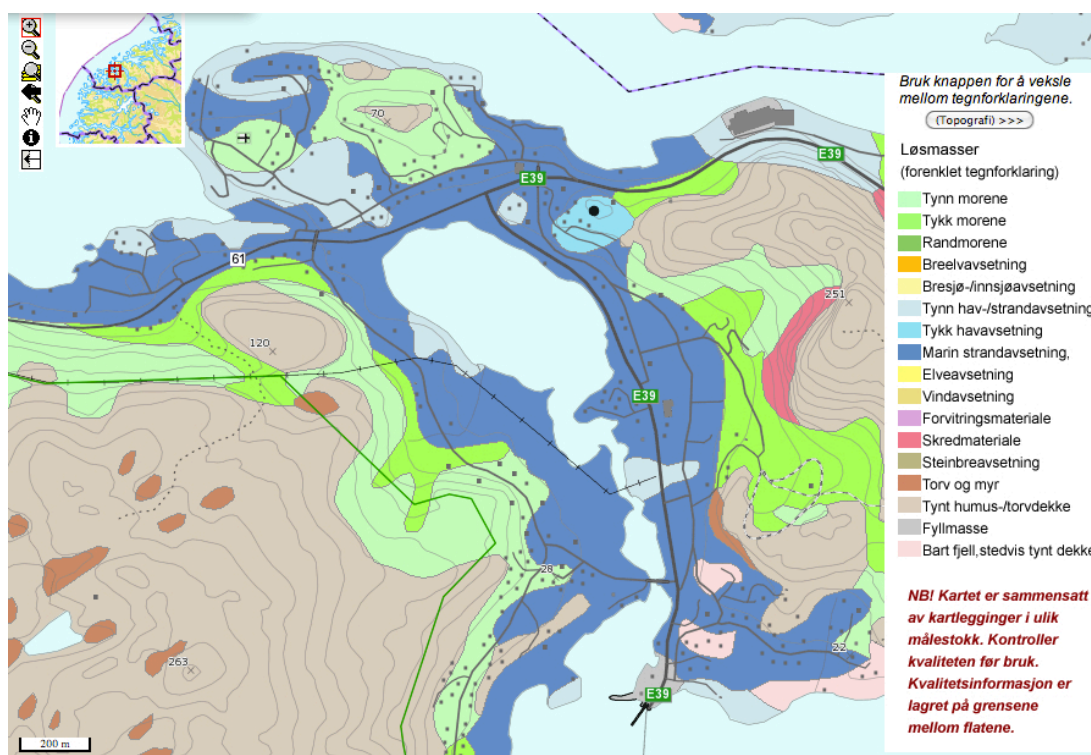 Bruk knappen for å veksle
mellom tegnforklaringene.
(Topografi) >>>
Løsmasser
(forenklet tegnforklaring)
Tynn morene
Tykk morene
Randmorene
Breelvavsetning
Bresjø-/innsjøavsetning
Tynn hav-/strandavsetning
Tykk havavsetning
Marin strandavsetning,
Elveavsetning
Vindavsetning
Forvitringsmateriale
Skredmateriale
Steinbreavsetning
Torv og myr
Tynt humus-/torvdekke
Fyllmasse
Bart fjell,stedvis tynt dekke
NB! Kartet er sammensatt
av kartlegginger i ulik
målestokk. Kontroller
kvaliteten før bruk.
Kvalitetsinformasjon er
lagret på grensene
mellom flatene.
70
E39
E39
61
251
120
E39
28
263
22
E39
200 m